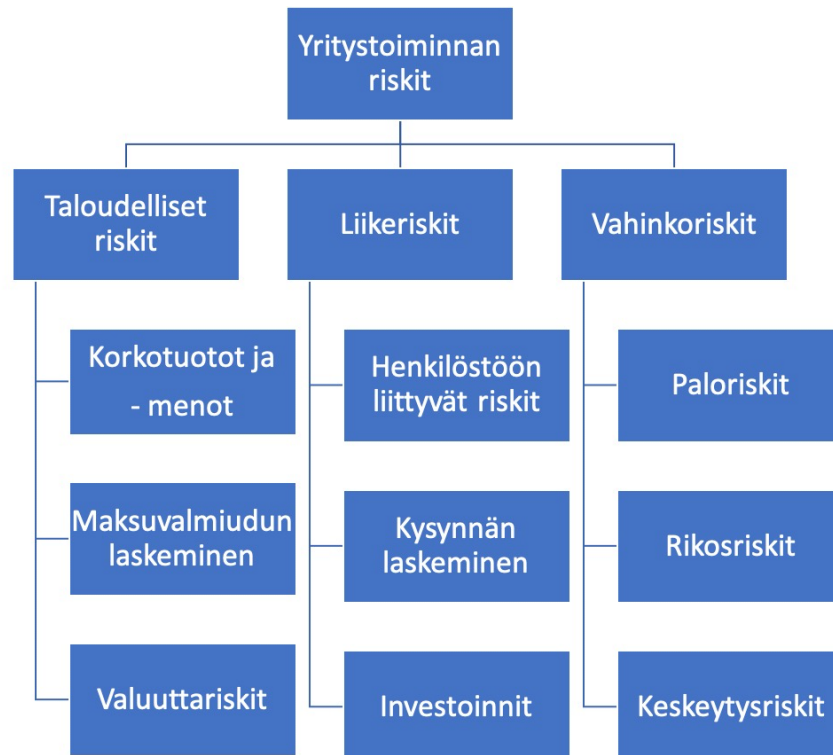 Yritystoiminnan
riskit
Taloudelliset
riskit
Liikeriskit
Vahinkoriskit
Korkotuotot ja
- menot
Henkilöstöön
liittyvät riskit
Paloriskit
Maksuvalmiudun
laskeminen
Kysynnän
laskeminen
Rikosriskit
Valuuttariskit
Investoinnit
Keskeytysriskit